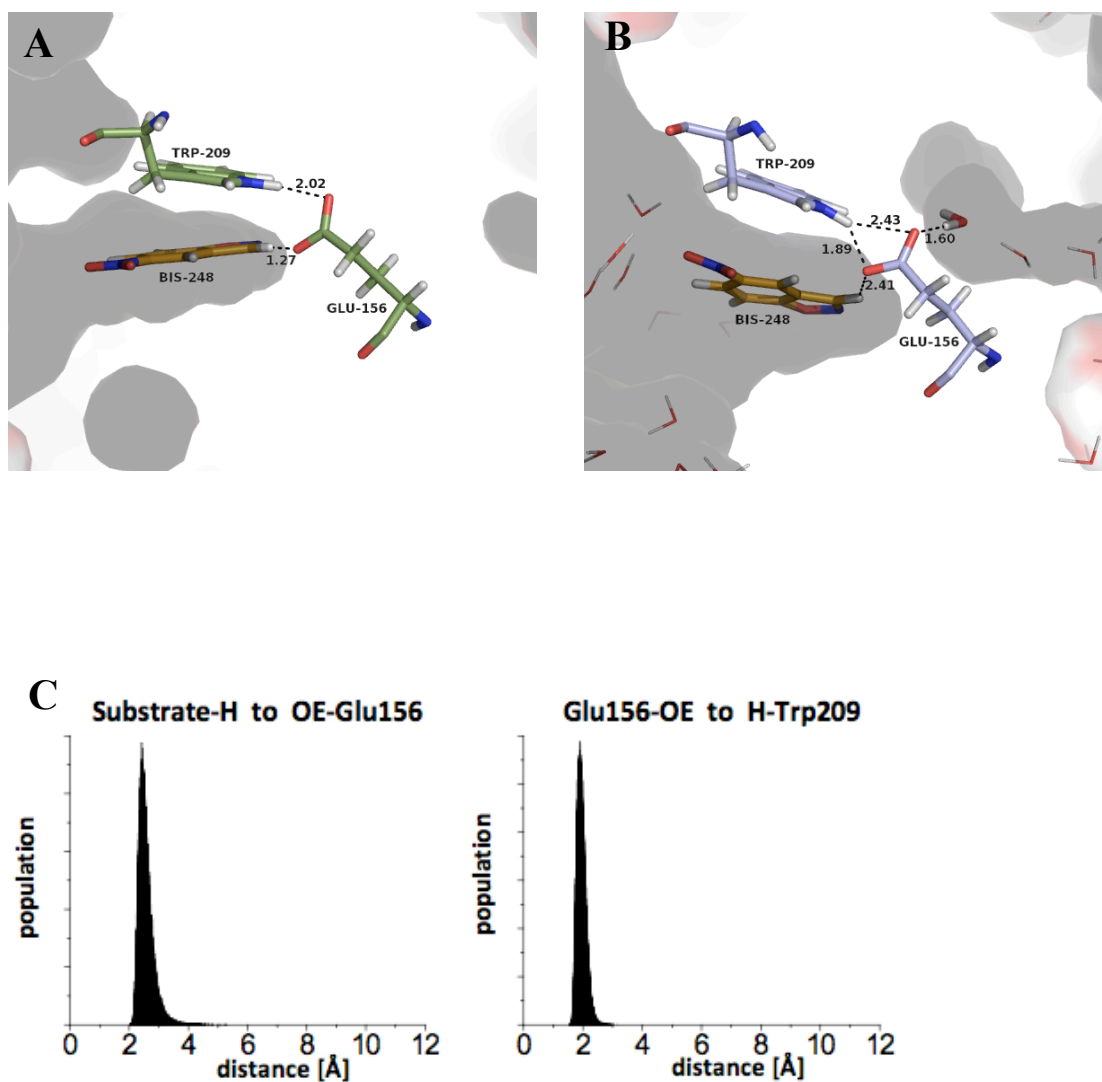 A
TRP-209
2.02
1.27
BIS-248
GLU-156
B
TRP-209
2.43
1.60
1.89
2.41
BIS-248
GLU-156
C
Substrate-H to OE-Glu156
population
0 2 4 6 8 10 12
distance [Å]
Glu156-OE to H-Trp209
population
0 2 4 6 8 10 12
distance [Å]